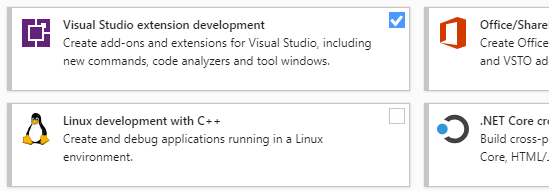 Visual Studio extension development
Create add-ons and extensions for Visual Studio, including
new commands, code analyzers and tool windows.
Office/Share
Create Office
and VSTO ad
Linux development with C++
Create and debug applications running in a Linux
environment.
.NET Core cro
Build cross-p
Core, HTML/J